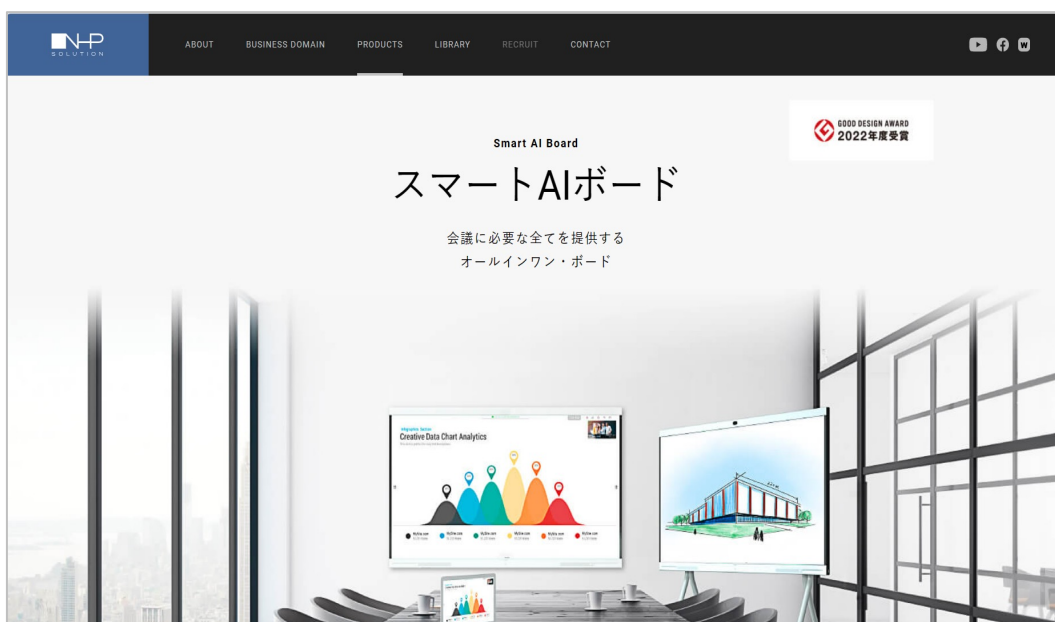 NHP
SOLUTION
ABOUT
BUSINESS DOMAIN
PRODUCTS
LIBRARY
RECRUIT
CONTACT
W
GOOD DESIGN AWARD
2022年度受賞
Smart AI Board
スマートAIボード
会議に必要な全てを提供する
オールインワン・ボード
Creative Data Chart Analytics